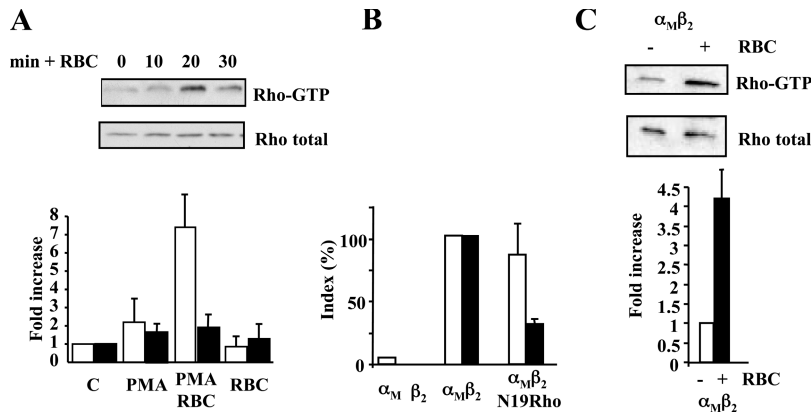 A
min + RBC 0 10 20 30
Rho-GTP
Rho total
Fold increase
8
7
6
5
4
3
2
1
C PMA PMA RBC RBC
B
Index (%)
100
50
0
αM β2 αMβ2 αMβ2
N19Rho
C
αMβ2
- + RBC
Rho-GTP
Rho total
Fold increase
4.5
4
3.5
3
2.5
2
1.5
1
0.5
- + RBC
αMβ2